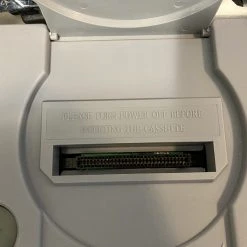 PLEASE TURN POWER OFF BEFORE
INSERTING THE CASSETTE